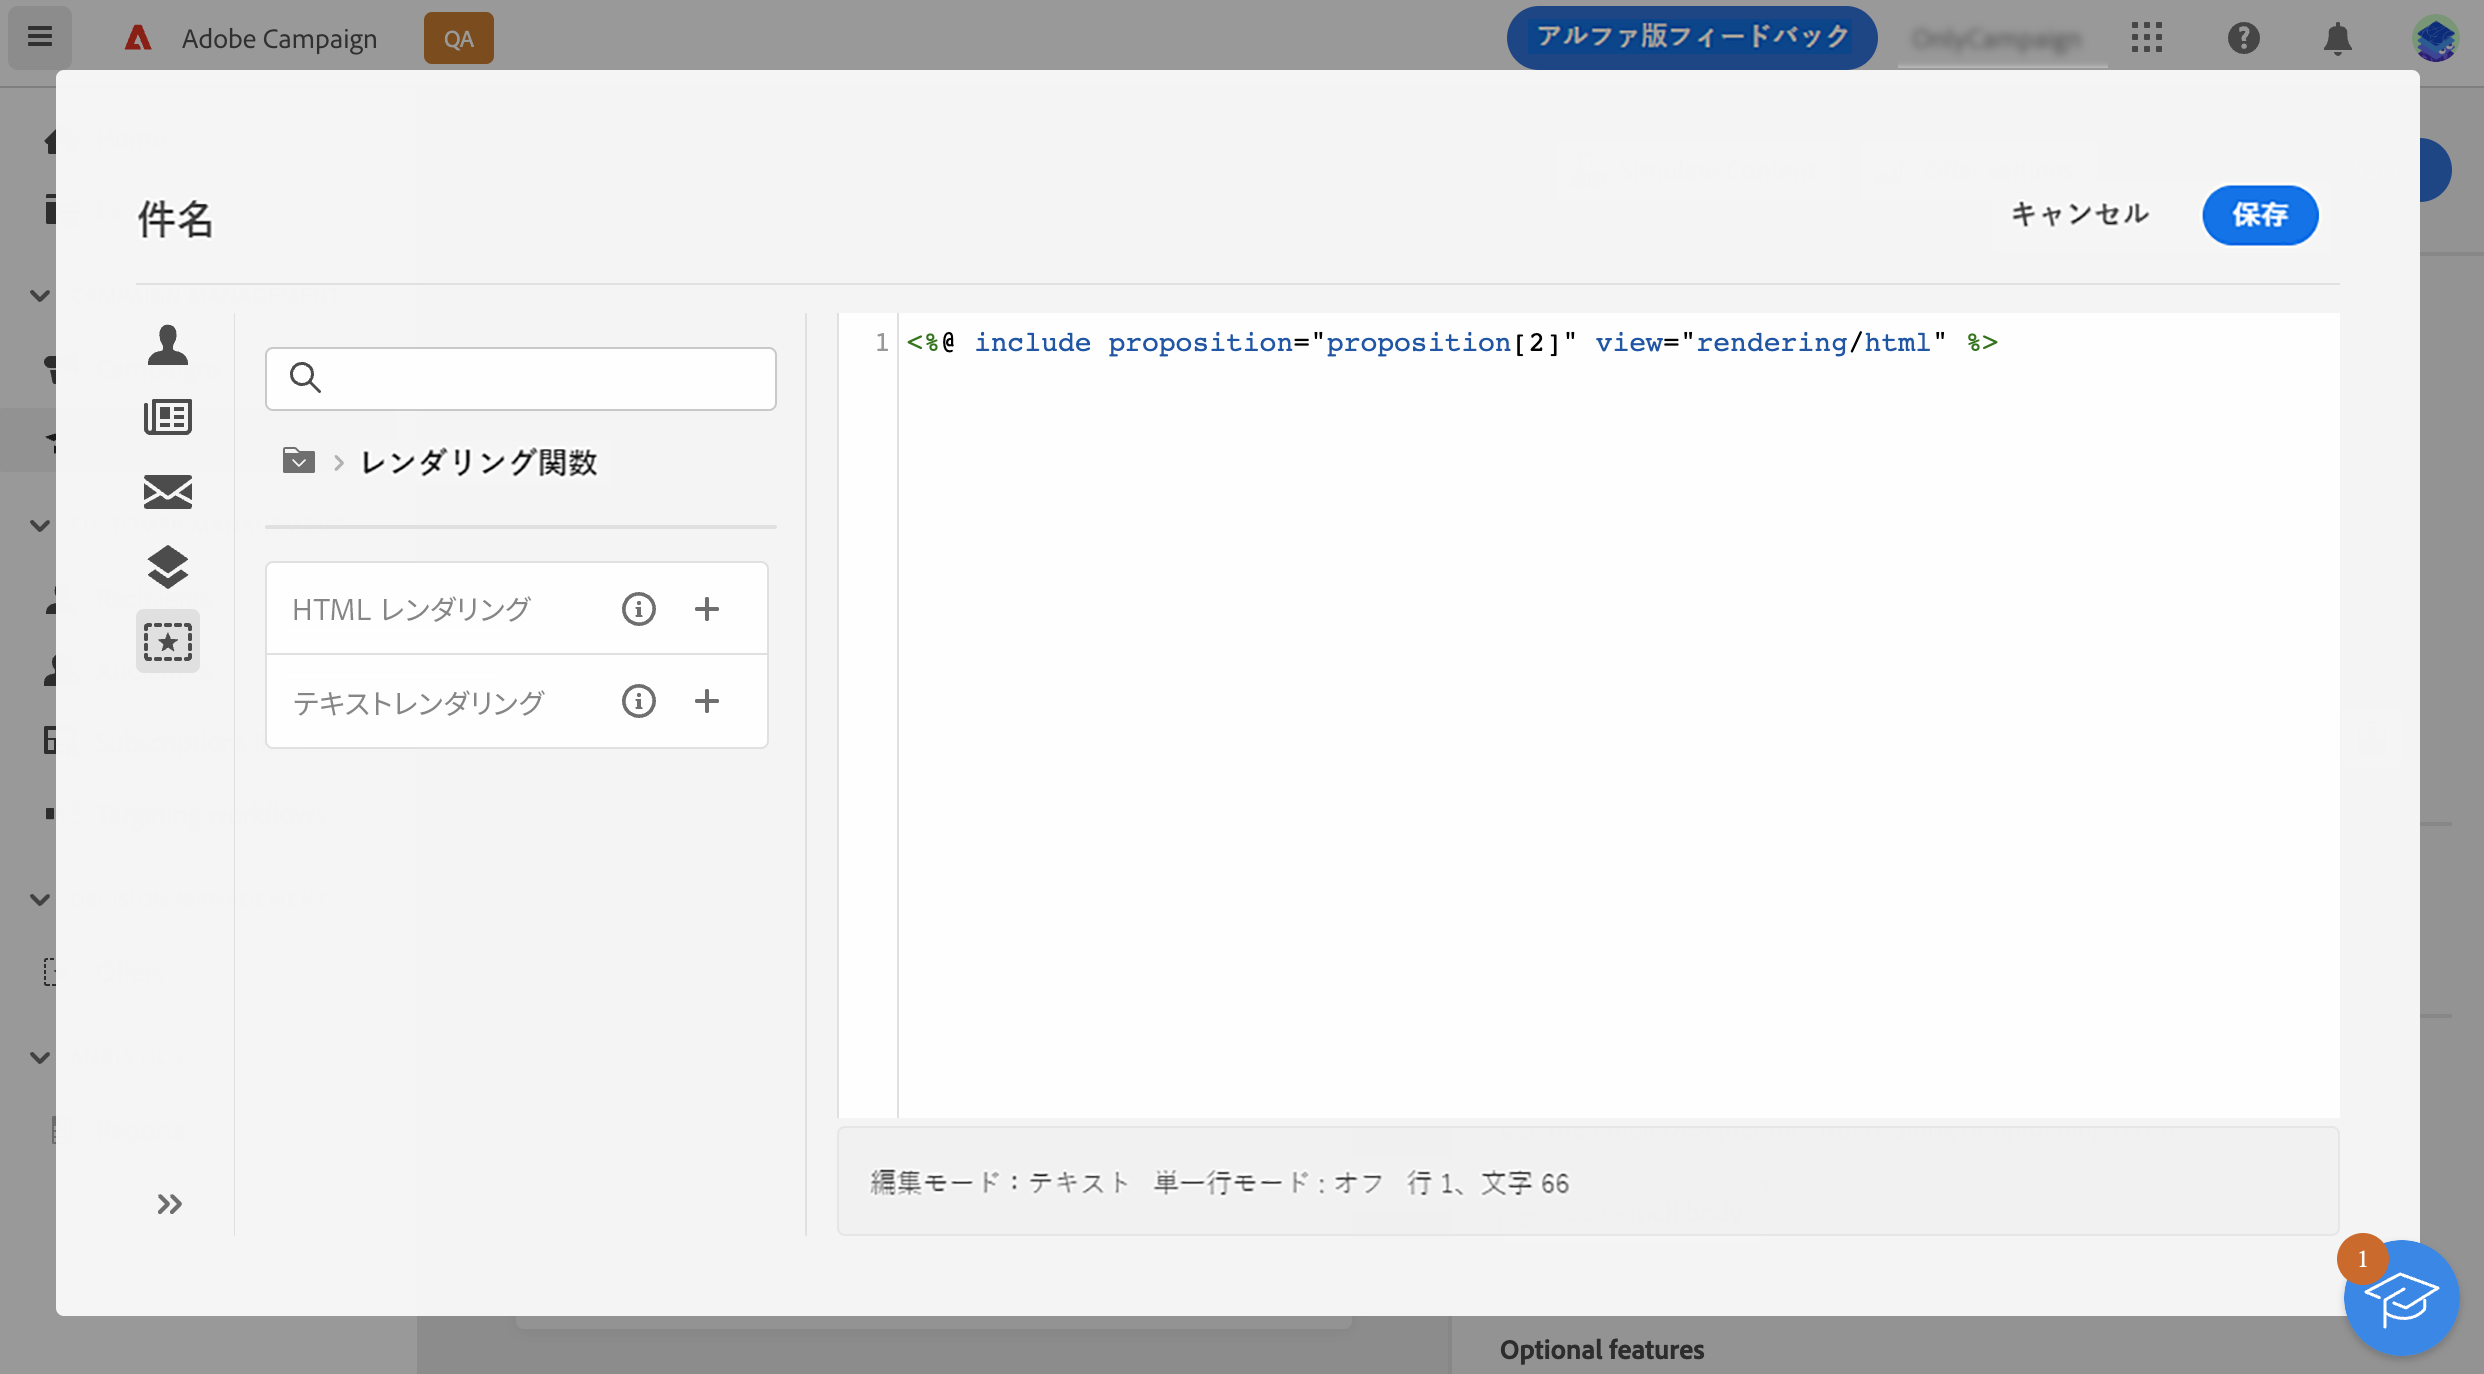 Adobe Campaign
QA
アルファ版フィードバック
件名
キャンセル
保存
レンダリング関数
HTML レンダリング
テキストレンダリング
1
<%@ include proposition="proposition[2]" view="rendering/html" %>
編集モード：テキスト 単一行モード : オフ 行 1、文字 66
1
Optional features